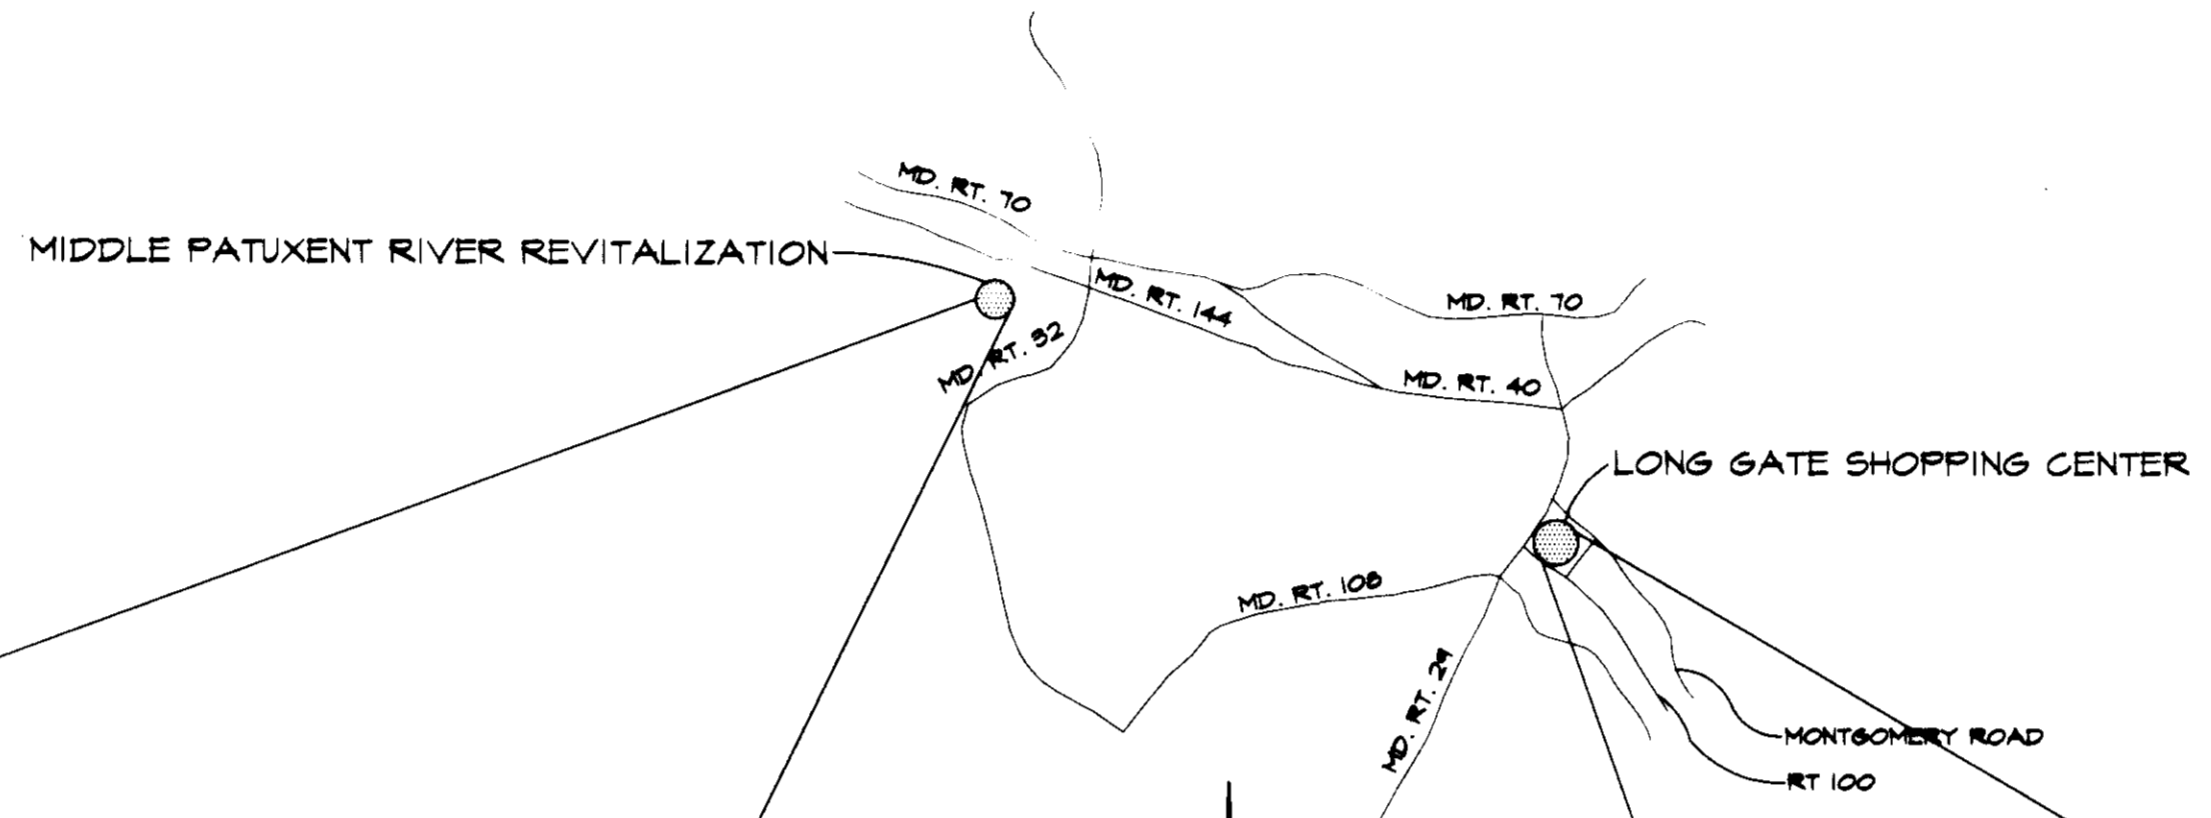 MD. RT. 70
MIDDLE PATUXENT RIVER REVITALIZATION
MD. RT. 144
MD. RT. 70
MD. RT. 32
MD. RT. 40
LONG GATE SHOPPING CENTER
MD. RT. 108
MD. RT. 29
MONTGOMERY ROAD
RT 100